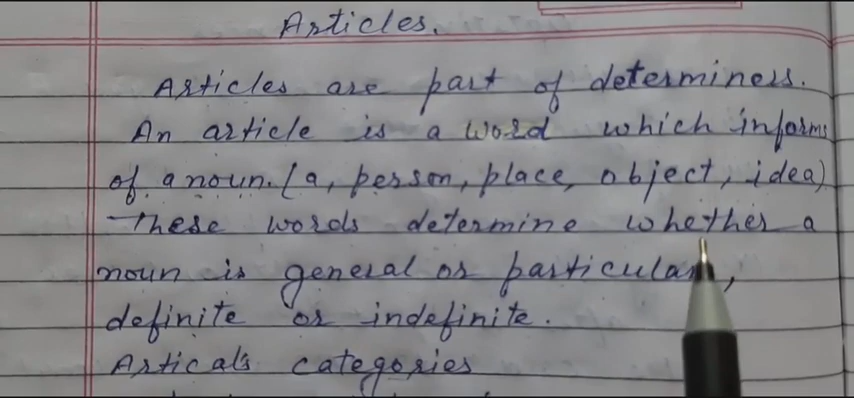 Articles.
Articles are part of determiners.
An article is a word which informs
of a noun. (a, person, place, object, idea)
These words determine whether a
noun is general or particular,
definite or indefinite.
Artical's categories